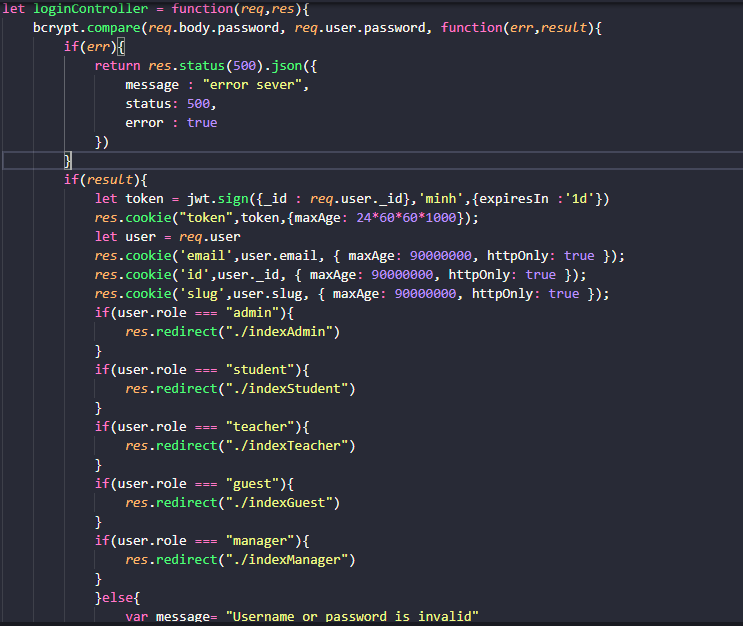 let loginController = function(req,res){
    bcrypt.compare(req.body.password, req.user.password, function(err,result){
        if(err){
            return res.status(500).json({
                message : "error sever",
                status: 500,
                error : true
            })
        }
        if(result){
            let token = jwt.sign({_id : req.user._id},'minh',{expiresIn :'1d'})
            res.cookie("token",token,{maxAge: 24*60*60*1000});
            let user = req.user
            res.cookie('email',user.email, { maxAge: 90000000, httpOnly: true });
            res.cookie('id',user._id, { maxAge: 90000000, httpOnly: true });
            res.cookie('slug',user.slug, { maxAge: 90000000, httpOnly: true });
            if(user.role === "admin"){
                res.redirect("./indexAdmin")
            }
            if(user.role === "student"){
                res.redirect("./indexStudent")
            }
            if(user.role === "teacher"){
                res.redirect("./indexTeacher")
            }
            if(user.role === "guest"){
                res.redirect("./indexGuest")
            }
            if(user.role === "manager"){
                res.redirect("./indexManager")
            }
            }else{
                var message= "Username or password is invalid"